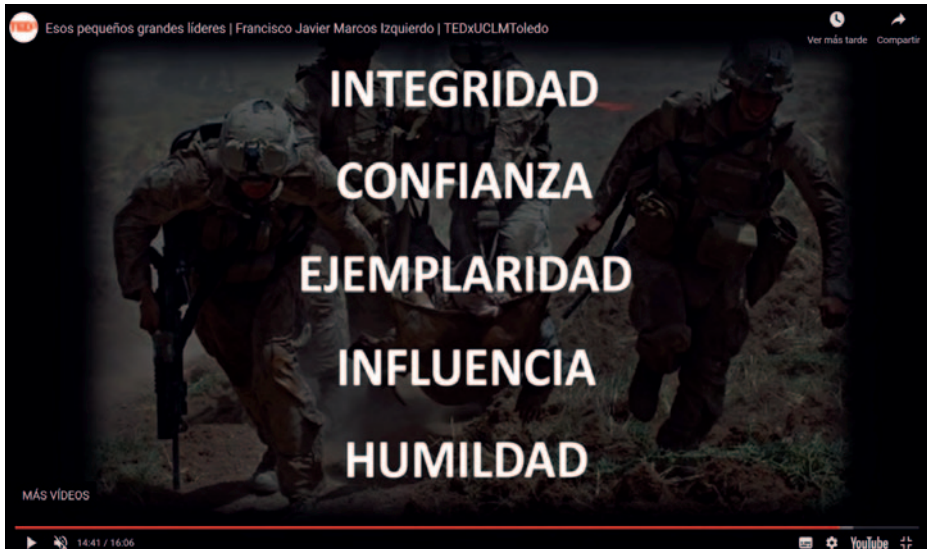 Esos pequeños grandes líderes | Francisco Javier Marcos Izquierdo | TEDxUCLMToledo
Ver más tarde Compartir
INTEGRIDAD
CONFIANZA
EJEMPLARIDAD
INFLUENCIA
HUMILDAD
MÁS VÍDEOS
14:41 / 16:06
YouTube